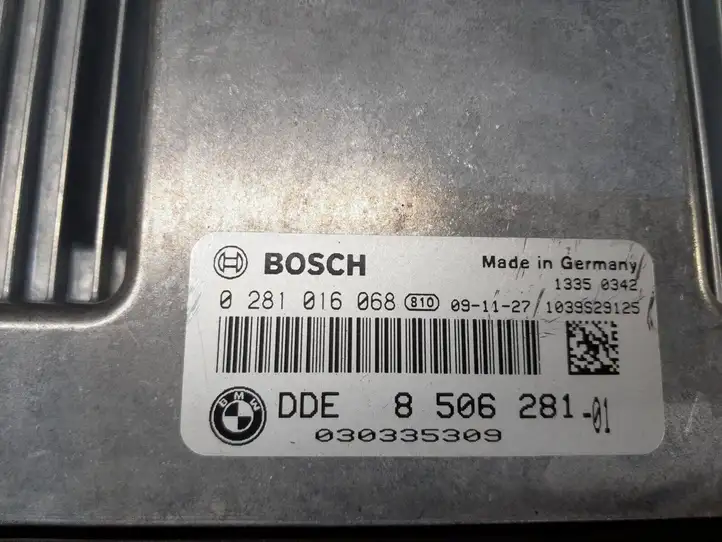 BOSCH Made in Germany
1335 0342
0 281 016 068 810 09-11-27 1039S29125
BMW DDE 8 506 281-01
030335309